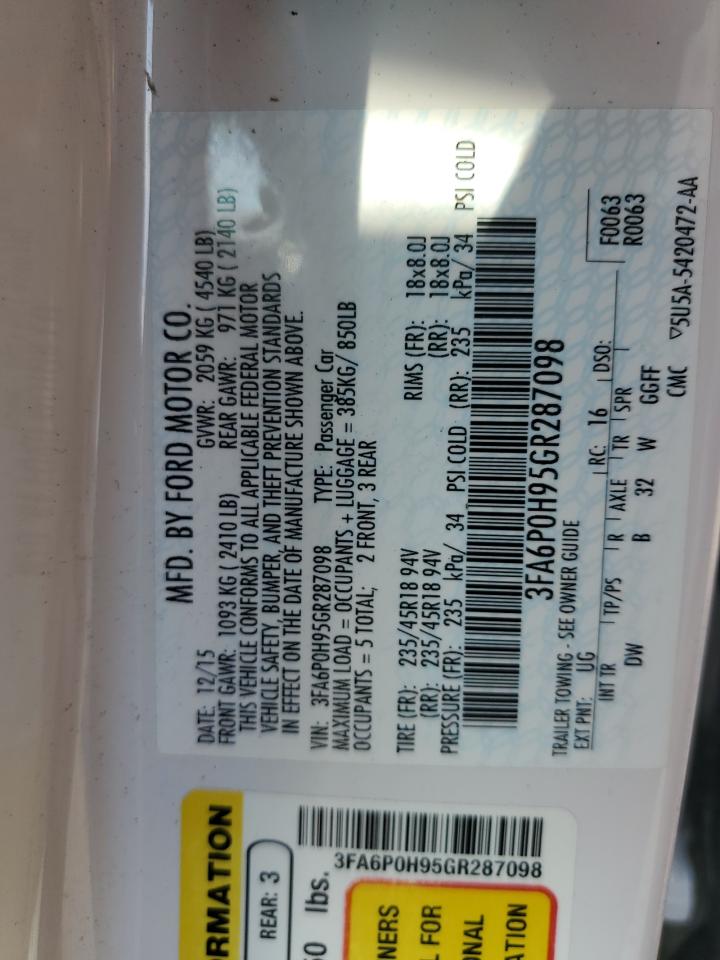 MFD. BY FORD MOTOR CO.
DATE: 12/15 GVWR: 2059 KG ( 4540 LB)
FRONT GAWR: 1093 KG ( 2410 LB) REAR GAWR: 971 KG ( 2140 LB)
THIS VEHICLE CONFORMS TO ALL APPLICABLE FEDERAL MOTOR
VEHICLE SAFETY, BUMPER, AND THEFT PREVENTION STANDARDS
IN EFFECT ON THE DATE OF MANUFACTURE SHOWN ABOVE.
VIN: 3FA6P0H95GR287098 TYPE: Passenger Car
MAXIMUM LOAD = OCCUPANTS + LUGGAGE = 385KG/ 850LB
OCCUPANTS = 5 TOTAL; 2 FRONT, 3 REAR
TIRE (FR): 235/45R18 94V RIMS (FR): 18x8.0J
(RR): 235/45R18 94V (RR): 18x8.0J
PRESSURE (FR): 235 kPa/ 34 PSI COLD (RR): 235 kPa/ 34 PSI COLD
3FA6P0H95GR287098
TRAILER TOWING - SEE OWNER GUIDE
EXT PNT: UG RC: 16 DSO: F0063
R0063
INT TR TP/PS R AXLE TR SPR
DW B 32 W GGFF
CMC ▽5U5A-5420472-AA
RMATION
REAR: 3
lbs.
3FA6P0H95GR287098
NERS
L FOR
NAL
ATION